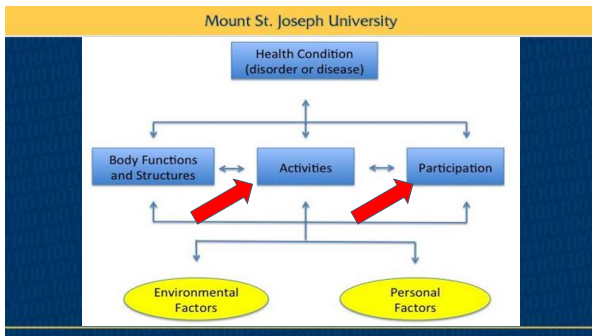 Mount St. Joseph University
Health Condition
(disorder or disease)
Body Functions
and Structures
Activities
Participation
Environmental
Factors
Personal
Factors